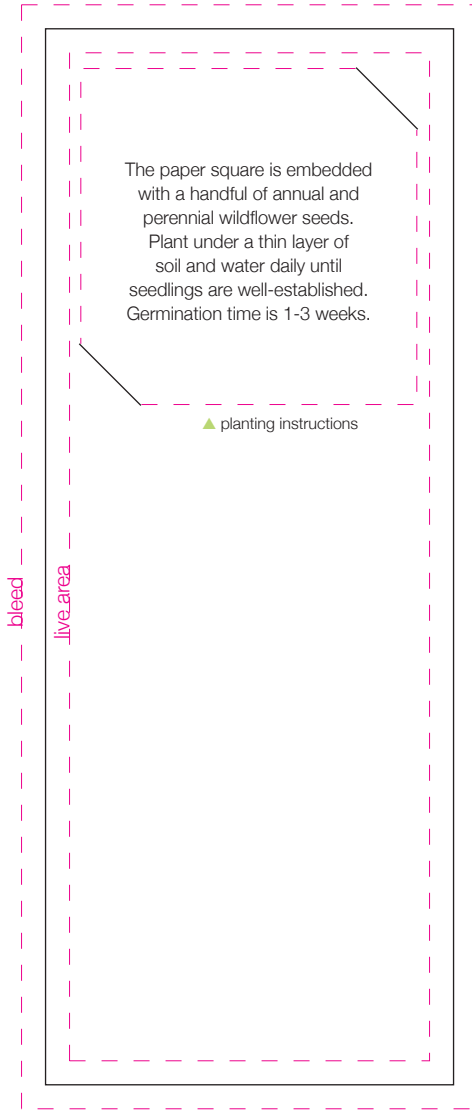 The paper square is embedded
with a handful of annual and
perennial wildflower seeds.
Plant under a thin layer of
soil and water daily until
seedlings are well-established.
Germination time is 1-3 weeks.
▲ planting instructions
bleed
live area